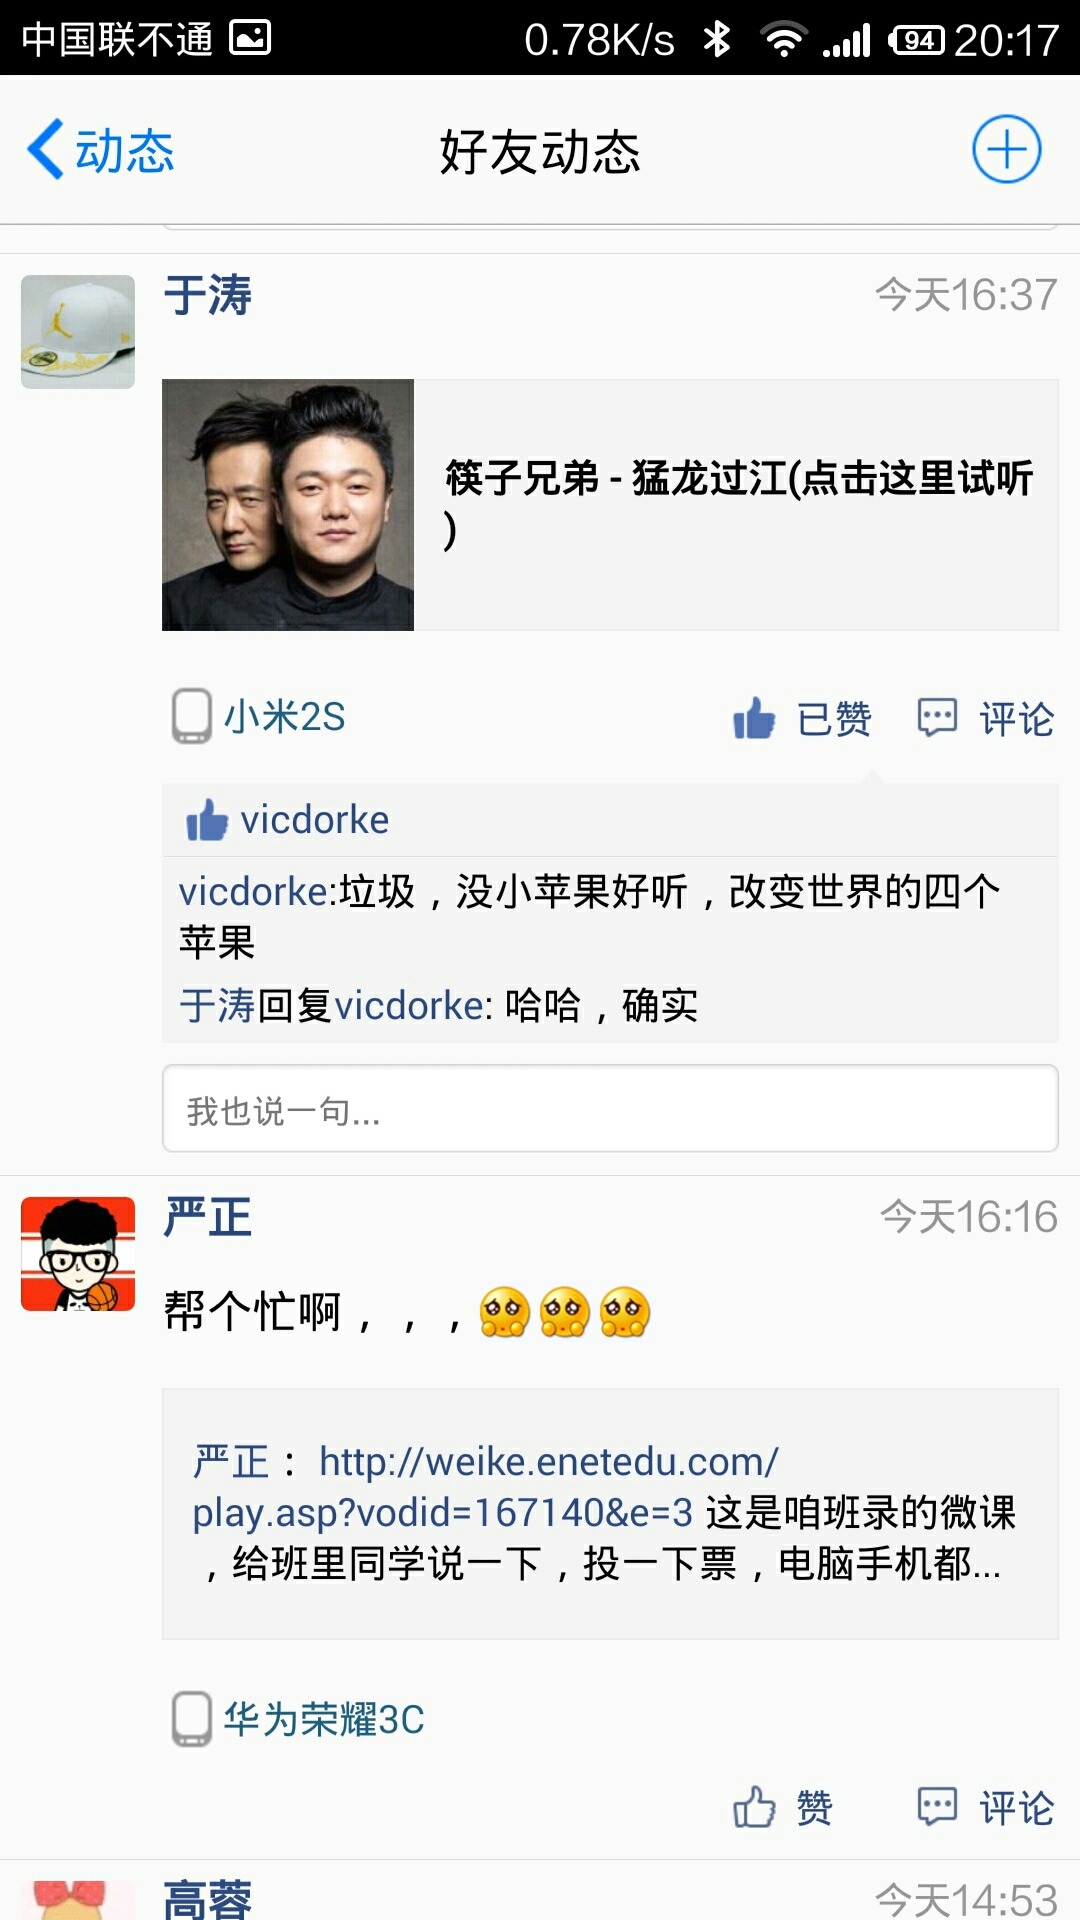 中国联不通 0.78K/s 94 20:17
动态 好友动态
于涛 今天16:37
筷子兄弟 - 猛龙过江(点击这里试听
)
小米2S 已赞 评论
vicdorke
vicdorke:垃圾，没小苹果好听，改变世界的四个
苹果
于涛回复vicdorke: 哈哈，确实
我也说一句...
严正 今天16:16
帮个忙啊，，，
严正： http://weike.enetedu.com/
play.asp?vodid=167140&e=3 这是咱班录的微课
，给班里同学说一下，投一下票，电脑手机都...
华为荣耀3C
赞 评论
高蓉 今天14:53